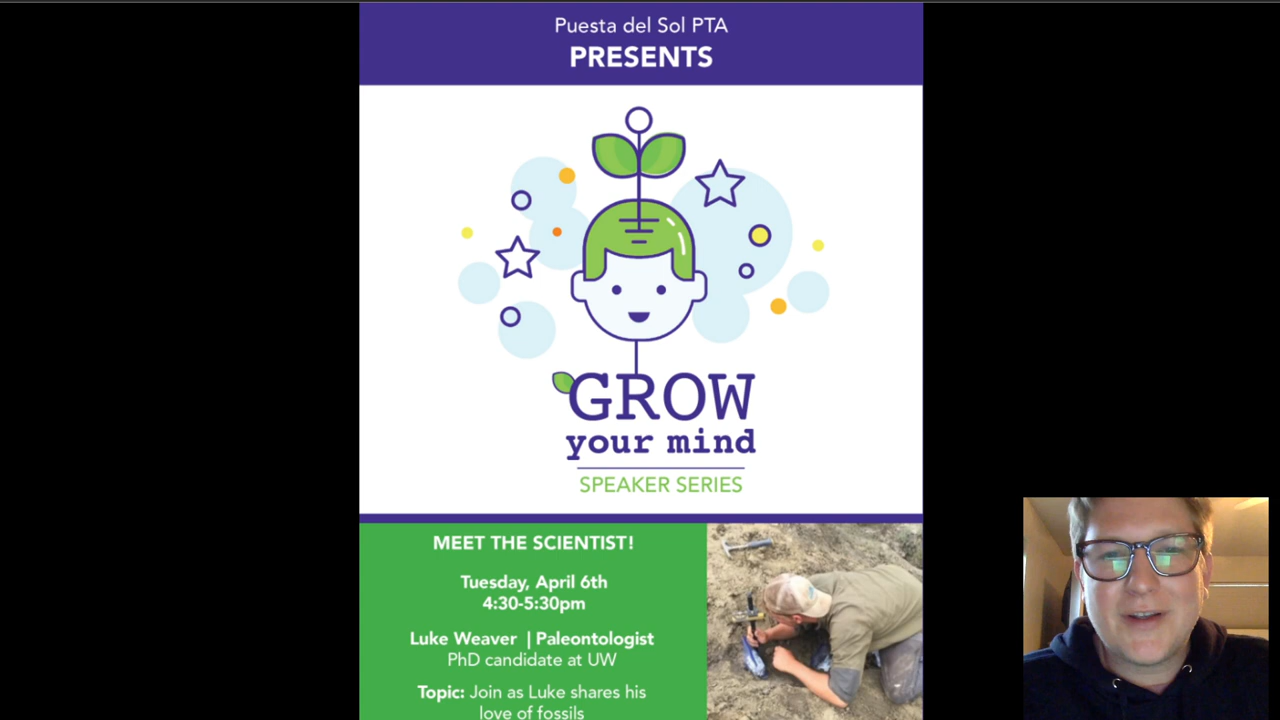 Puesta del Sol PTA
PRESENTS
GROW
your mind
SPEAKER SERIES
MEET THE SCIENTIST!
Tuesday, April 6th
4:30-5:30pm
Luke Weaver | Paleontologist
PhD candidate at UW
Topic: Join as Luke shares his
love of fossils